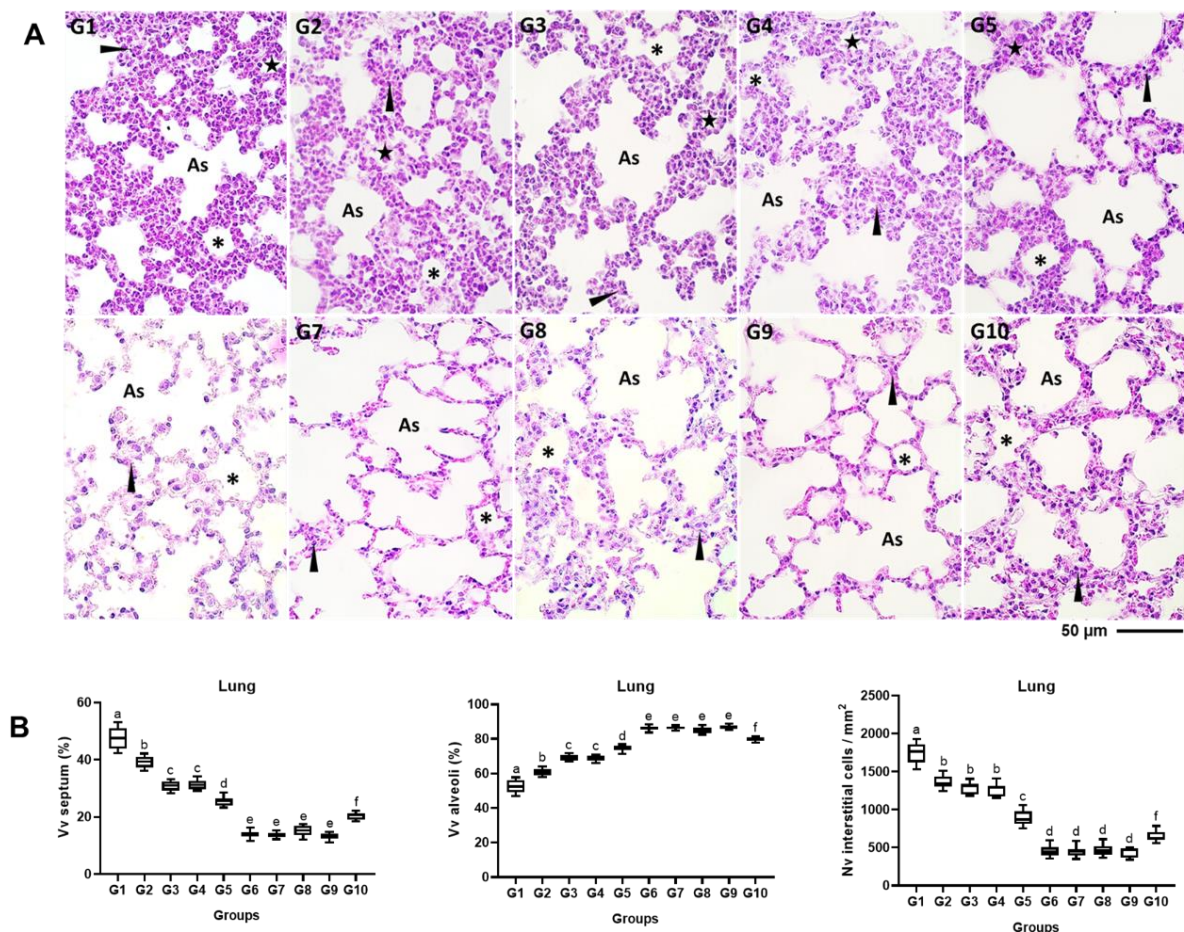 A
G1 G2 G3 G4 G5
* * * * *
★ ★ ★ ★ ★
As As As As As
G7 G8 G9 G10
As As As As As
* * * * *
50 µm
B
Lung
Vv septum (%)
60
40
20
0
a b c c d e e e e f
G1 G2 G3 G4 G5 G6 G7 G8 G9 G10
Groups
Lung
Vv alveoli (%)
100
80
60
40
20
0
a b c c d e e e e f
G1 G2 G3 G4 G5 G6 G7 G8 G9 G10
Groups
Lung
Nv interstitial cells / mm²
2500
2000
1500
1000
500
0
a b b b c d d d d f
G1 G2 G3 G4 G5 G6 G7 G8 G9 G10
Groups